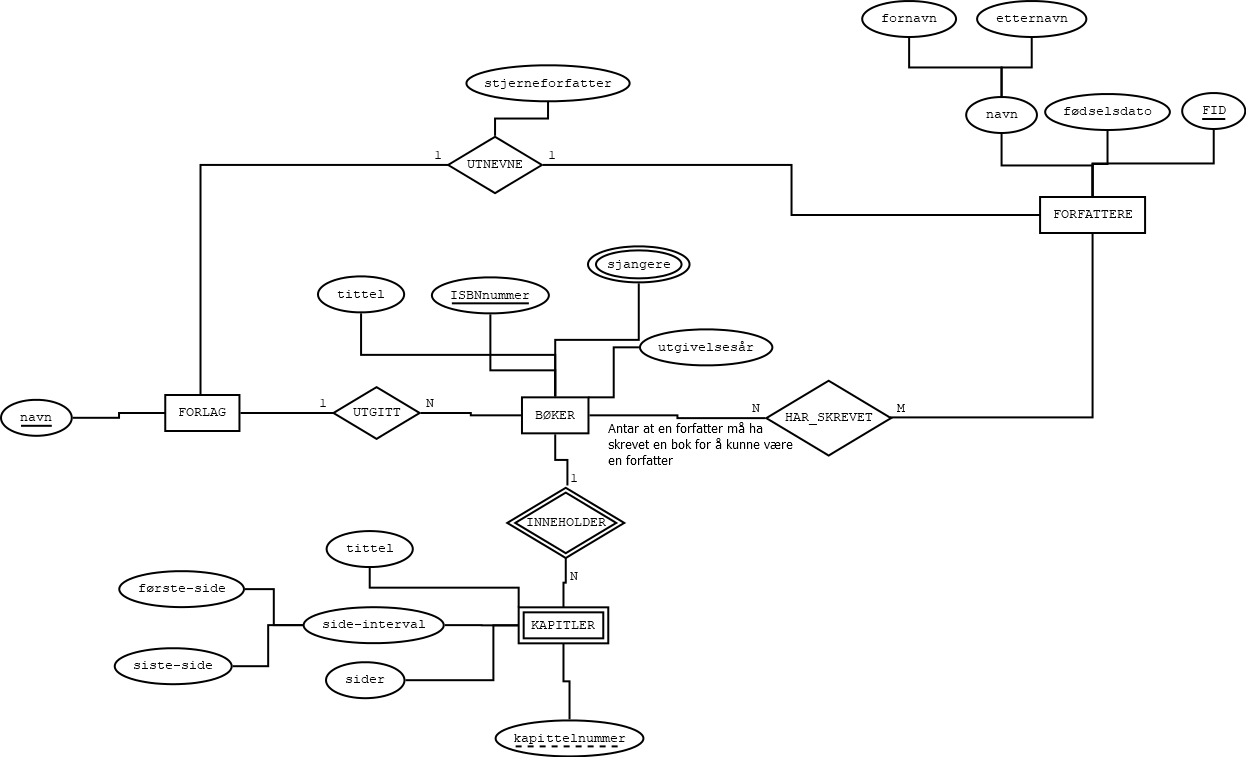 fornavn
etternavn
stjerneforfatter
navn
fødselsdato
FID
1
UTNEVNE
1
FORFATTERE
sjangere
tittel
ISBNnummer
utgivelsesår
navn
FORLAG
1
UTGITT
N
BØKER
N
HAR_SKREVET
M
Antar at en forfatter må ha
skrevet en bok for å kunne være
en forfatter
1
INNEHOLDER
tittel
N
første-side
side-interval
KAPITLER
siste-side
sider
kapittelnummer